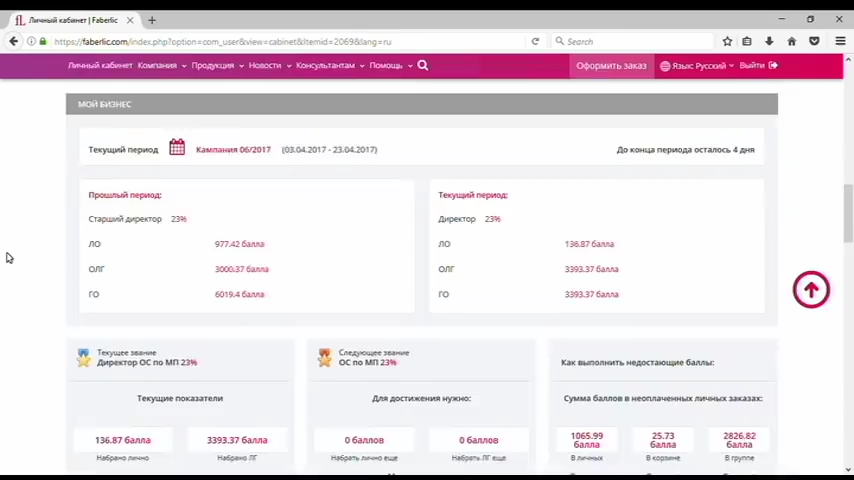 Личный кабинет | Faberlic
https://faberlic.com/index.php?option=com_user&view=cabinet&Itemid=2069&lang=ru
Search
Личный кабинет Компания Продукция Новости Консультантам Помощь Оформить заказ Язык: Русский Выйти
МОЙ БИЗНЕС
Текущий период Кампания 06/2017 (03.04.2017 - 23.04.2017) До конца периода осталось 4 дня
Прошлый период: Текущий период:
Старший директор 23% Директор 23%
ЛО 977.42 балла ЛО 136.87 балла
ОЛГ 3000.37 балла ОЛГ 3393.37 балла
ГО 6019.4 балла ГО 3393.37 балла
Текущее звание Следующее звание
Директор ОС по МП 23% ОС по МП 23% Как выполнить недостающие баллы:
Текущие показатели Для достижения нужно: Сумма баллов в неоплаченных личных заказах:
136.87 балла 3393.37 балла 0 баллов 0 баллов 1065.99 балла 25.73 балла 2826.82 балла
Набрано лично Набрано ЛГ Набрать лично еще Набрать ЛГ еще В личных В корзине В группе